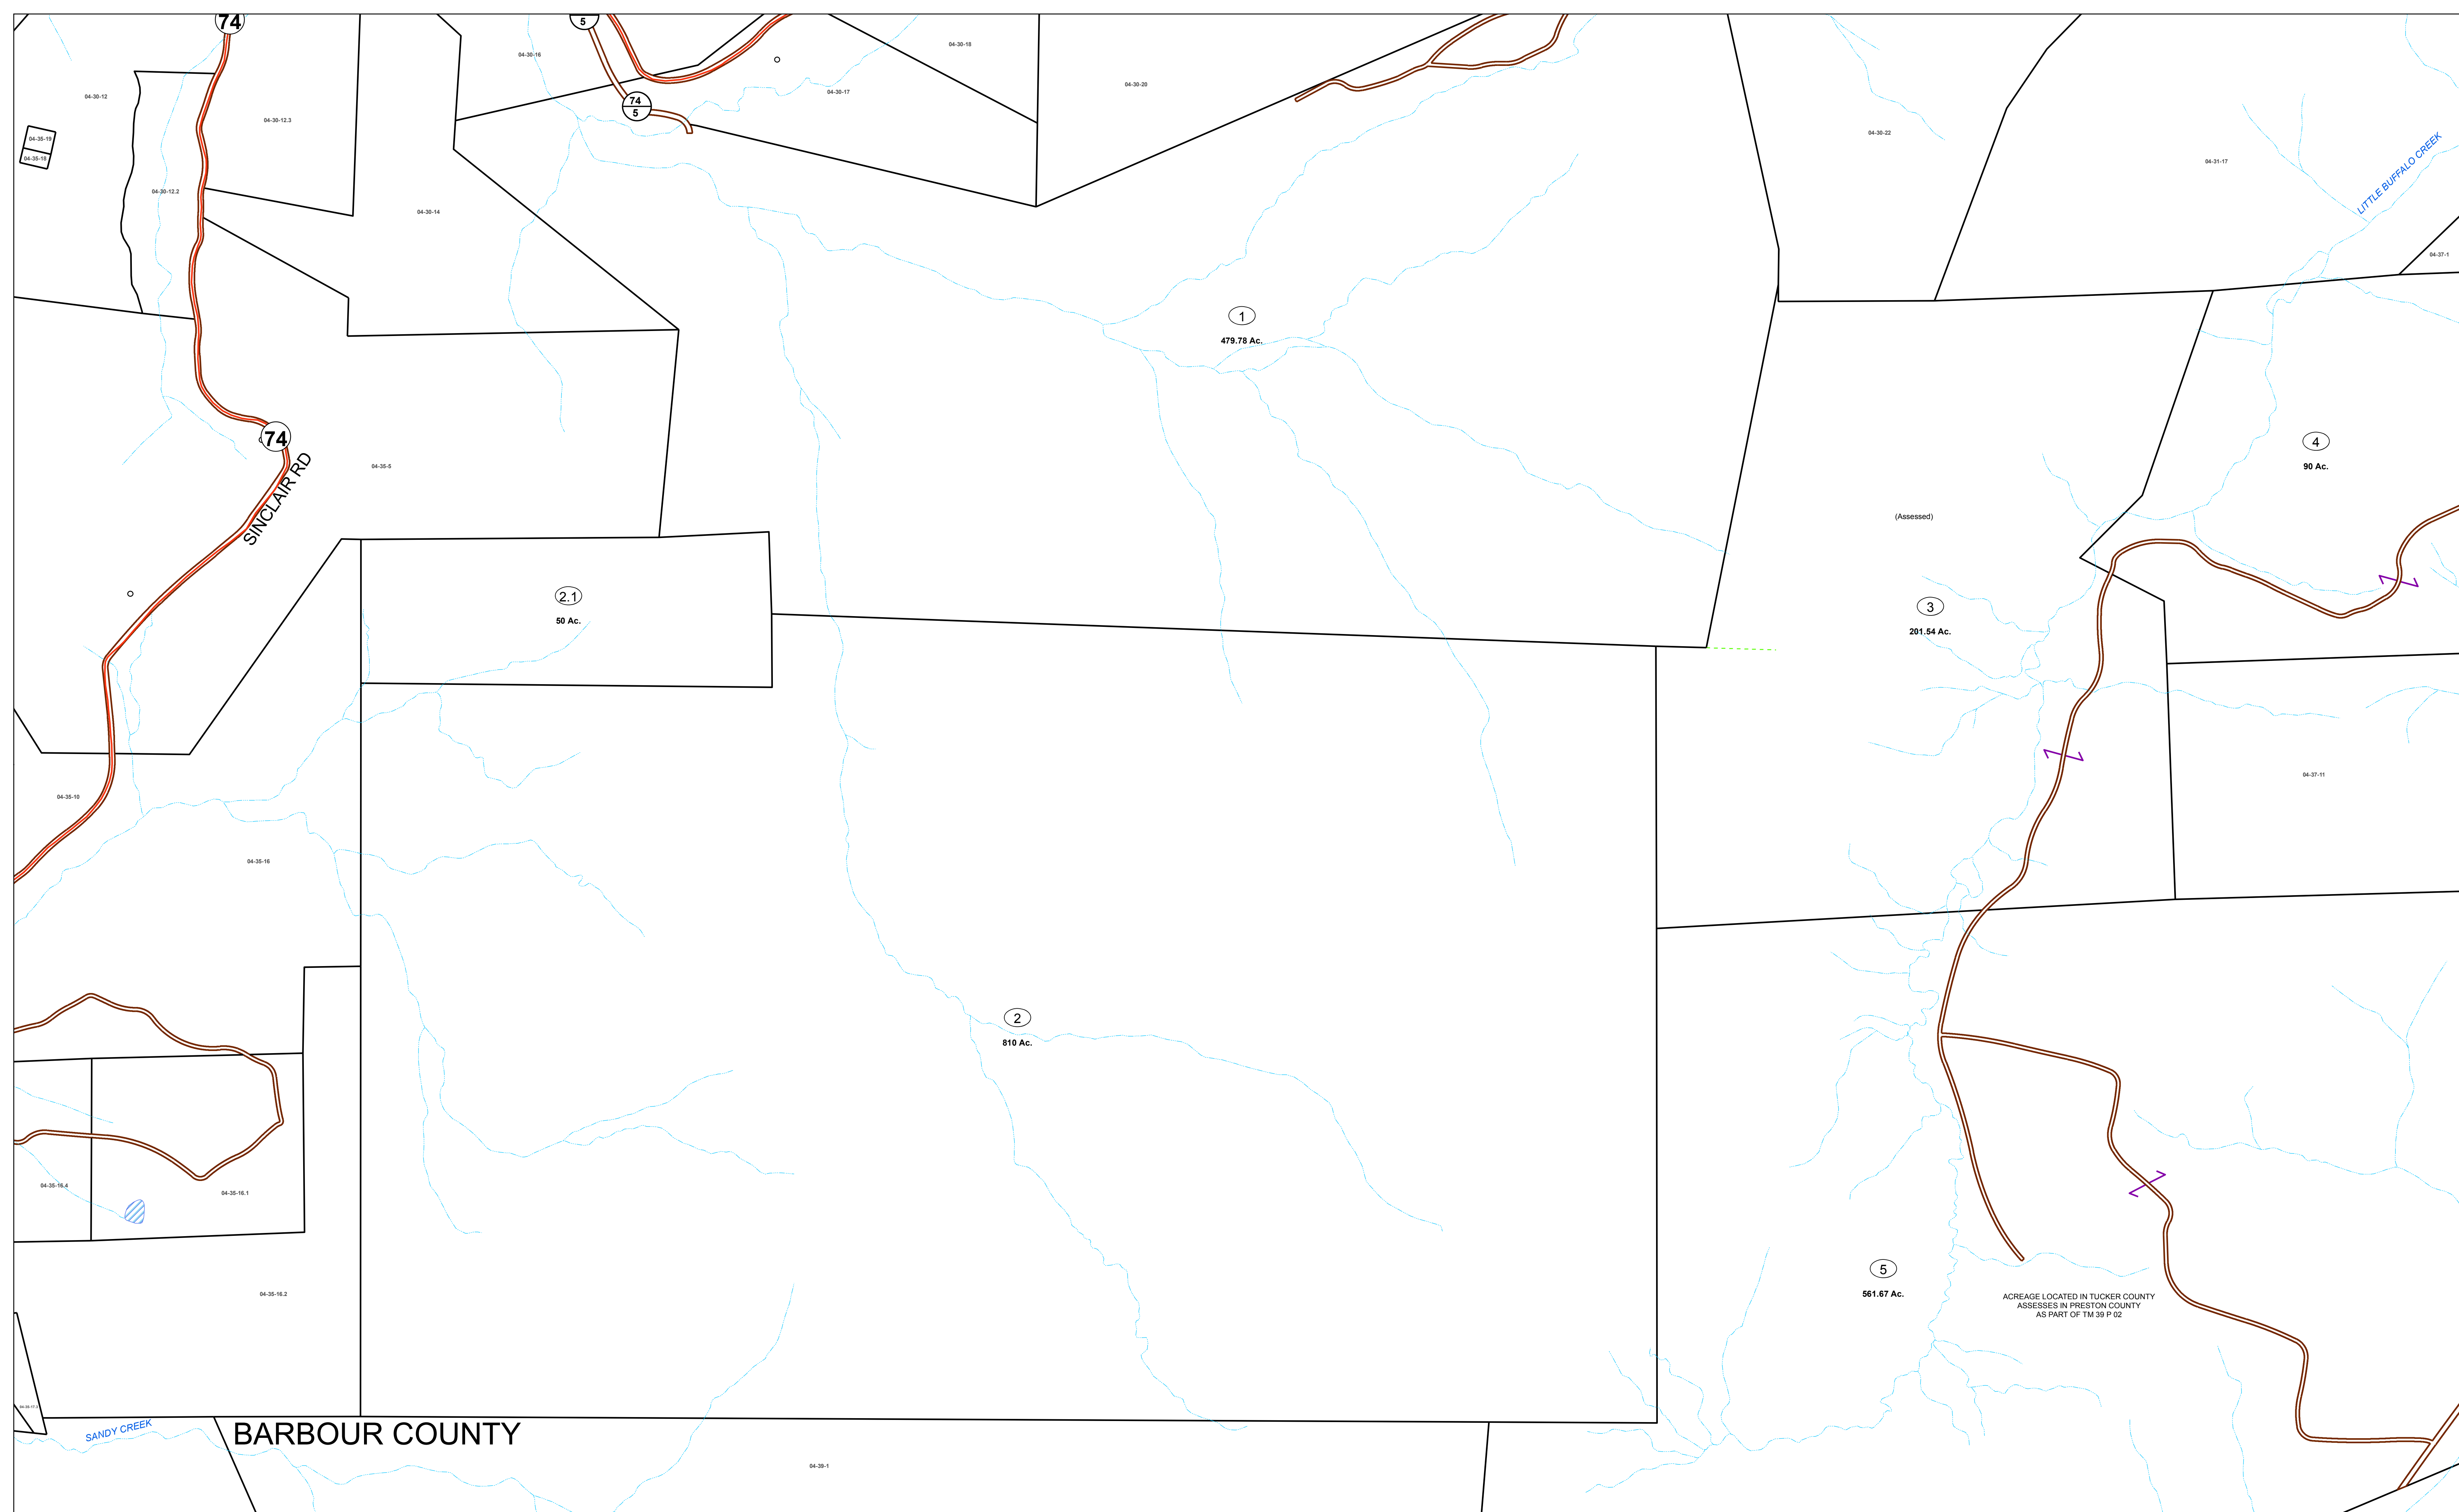 74
5
04-30-16
04-30-18
04-30-12
04-30-20
04-30-17
74
5
04-30-12.3
04-30-22
04-35-19
04-35-18
04-31-17
LITTLE BUFFALO CREEK
04-30-12.2
04-30-14
04-37-1
1
479.78 Ac.
74
SINCLAIR RD
04-35-5
4
90 Ac.
(Assessed)
2.1
50 Ac.
3
201.54 Ac.
04-37-11
04-35-10
04-35-16
2
810 Ac.
04-35-16.4
04-35-16.1
5
561.67 Ac.
04-35-16.2
ACREAGE LOCATED IN TUCKER COUNTY
ASSESSES IN PRESTON COUNTY
AS PART OF TM 39 P 02
SANDY CREEK
BARBOUR COUNTY
04-39-1